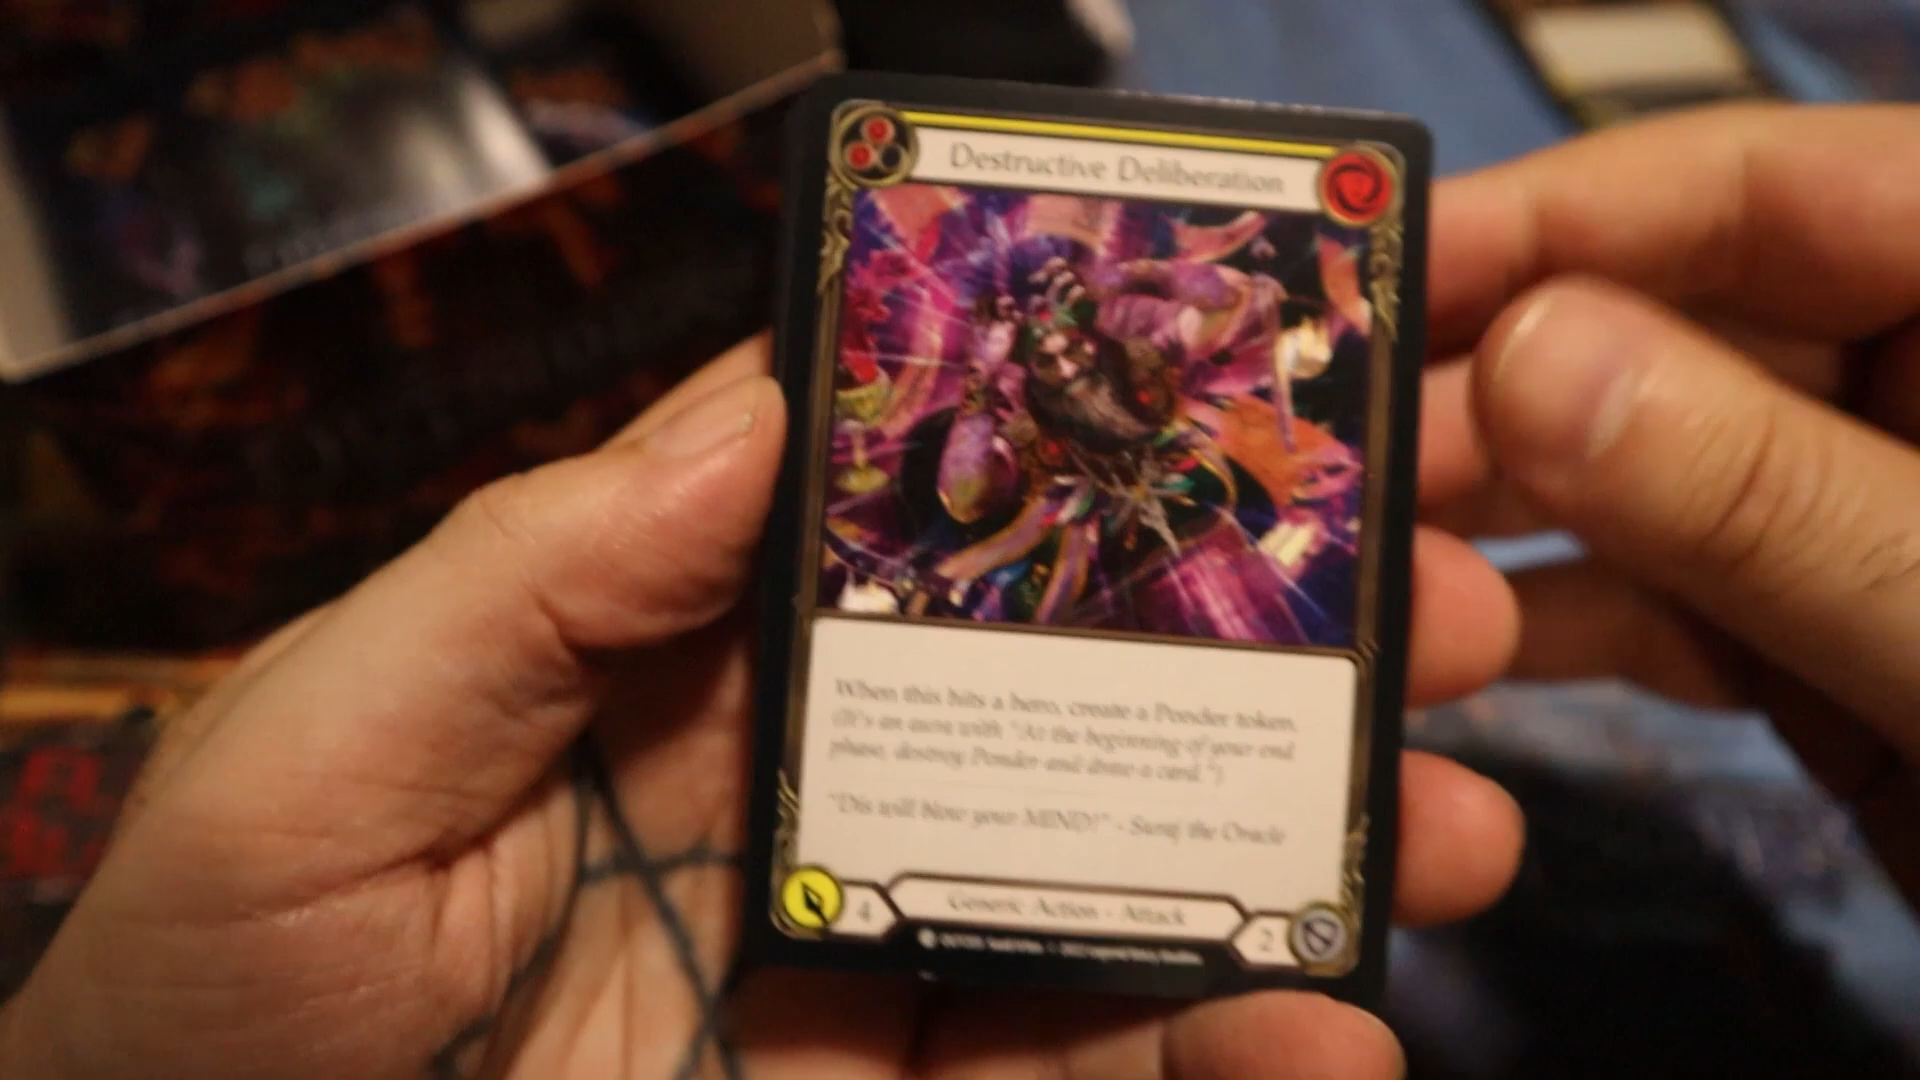 Destructive Deliberation
When this hits a hero, create a Ponder token.
(It's an aura with "At the beginning of your end
phase, destroy Ponder and draw a card.")
"Dis will blow your MIND!" - Suraj the Oracle
4
Generic Action - Attack
2